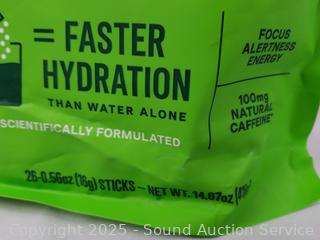 = FASTER
HYDRATION
THAN WATER ALONE
SCIENTIFICALLY FORMULATED
FOCUS
ALERTNESS
ENERGY
100mg
NATURAL
CAFFEINE*
26-0.56oz (16g) STICKS – NET WT. 14.67oz
Copyright 2025 - Sound Auction Service